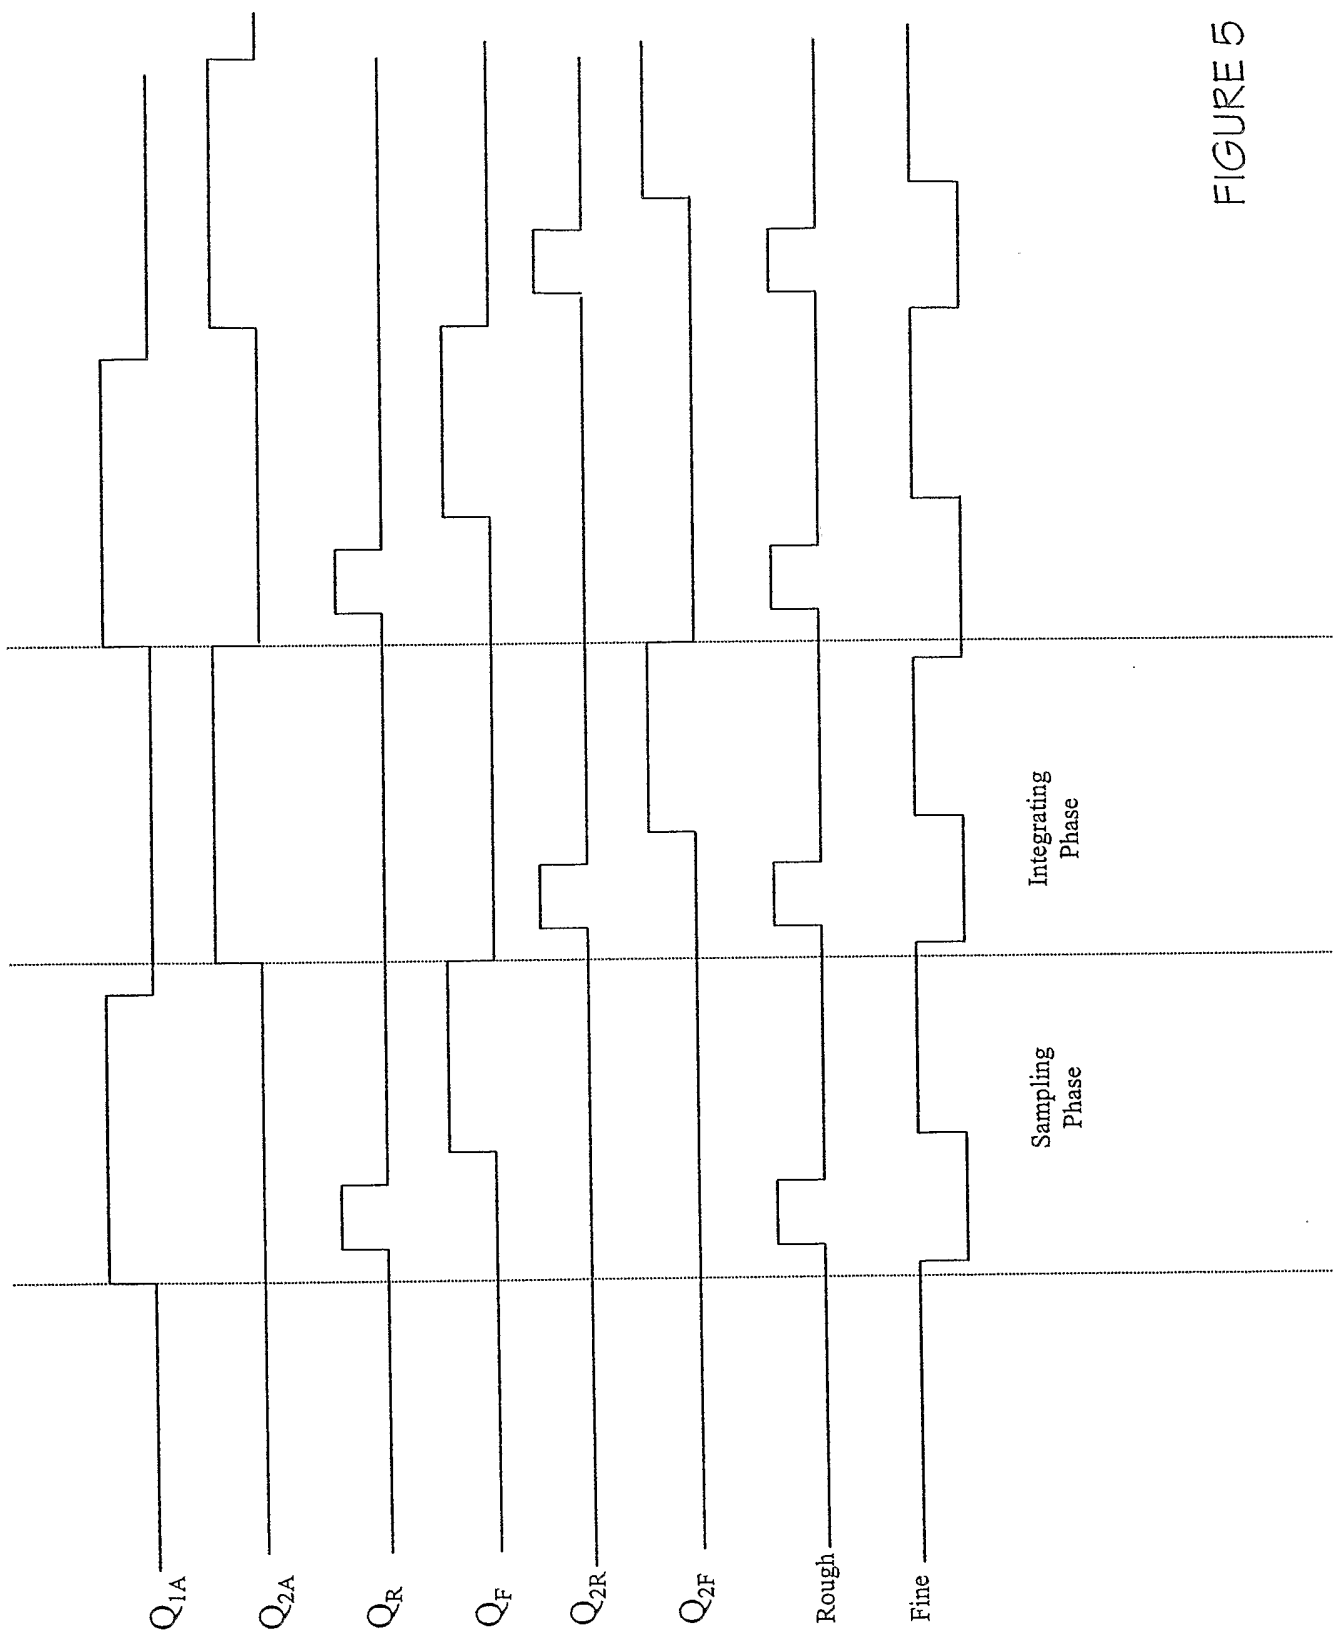 Q1A
Q2A
QR
QF
Q2R
Q2F
Rough
Fine
Sampling
Phase
Integrating
Phase
FIGURE 5